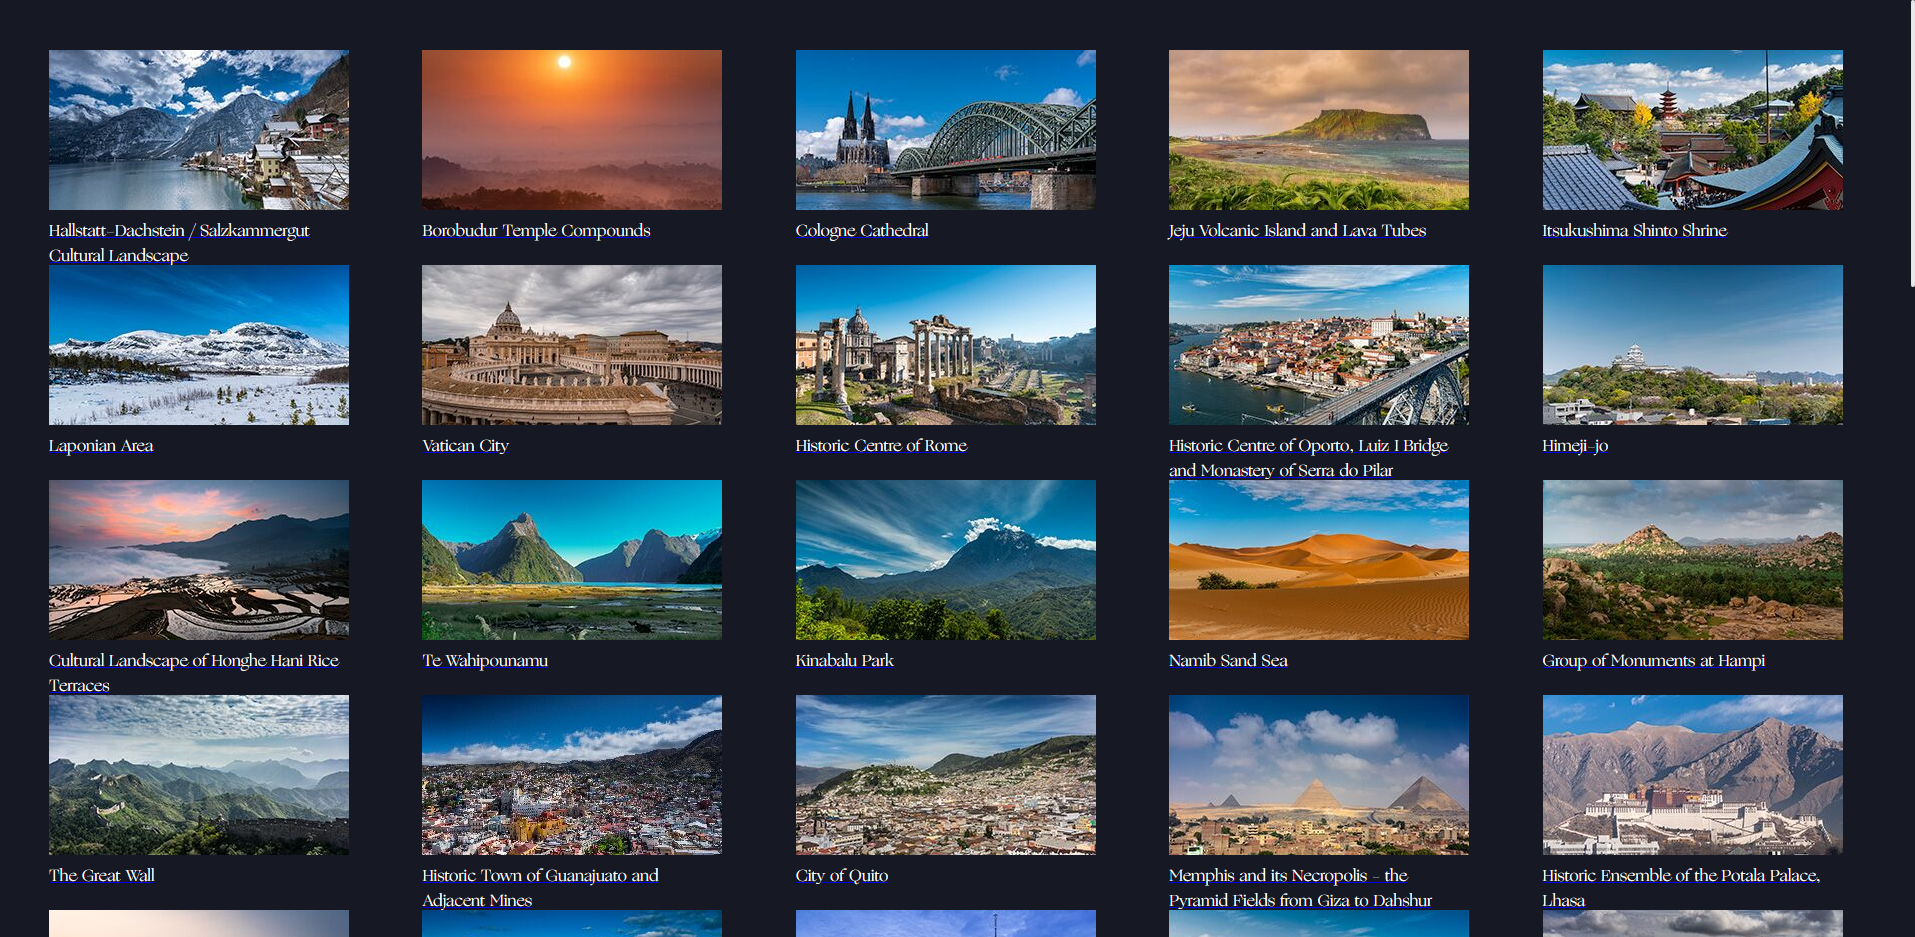 Hallstatt-Dachstein / Salzkammergut
Cultural Landscape
Borobudur Temple Compounds
Cologne Cathedral
Jeju Volcanic Island and Lava Tubes
Itsukushima Shinto Shrine
Laponian Area
Vatican City
Historic Centre of Rome
Historic Centre of Oporto, Luiz I Bridge
and Monastery of Serra do Pilar
Himeji-jo
Cultural Landscape of Honghe Hani Rice
Terraces
Te Wahipounamu
Kinabalu Park
Namib Sand Sea
Group of Monuments at Hampi
The Great Wall
Historic Town of Guanajuato and
Adjacent Mines
City of Quito
Memphis and its Necropolis – the
Pyramid Fields from Giza to Dahshur
Historic Ensemble of the Potala Palace,
Lhasa